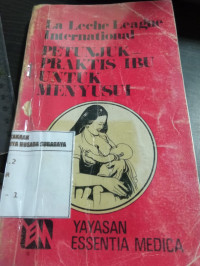 La Leche League
International
PETUNJUK
PRAKTIS IBU
UNTUK
MENYUSUI
YAYASAN
ESSENTIA MEDICA